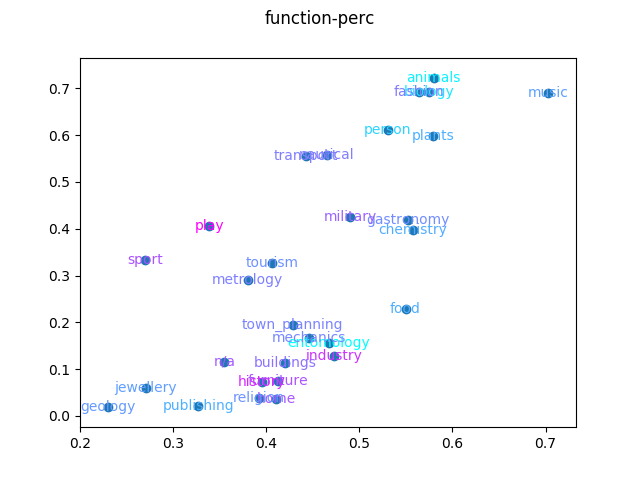 function-perc
animals
fashion
biology
music
person
plants
transport
nautical
play
military
gastronomy
chemistry
sport
tourism
metrology
food
town_planning
mechanics
entomology
industry
n/a
buildings
history
furniture
jewellery
religion
home
geology
publishing
0.7
0.6
0.5
0.4
0.3
0.2
0.1
0.0
0.2
0.3
0.4
0.5
0.6
0.7